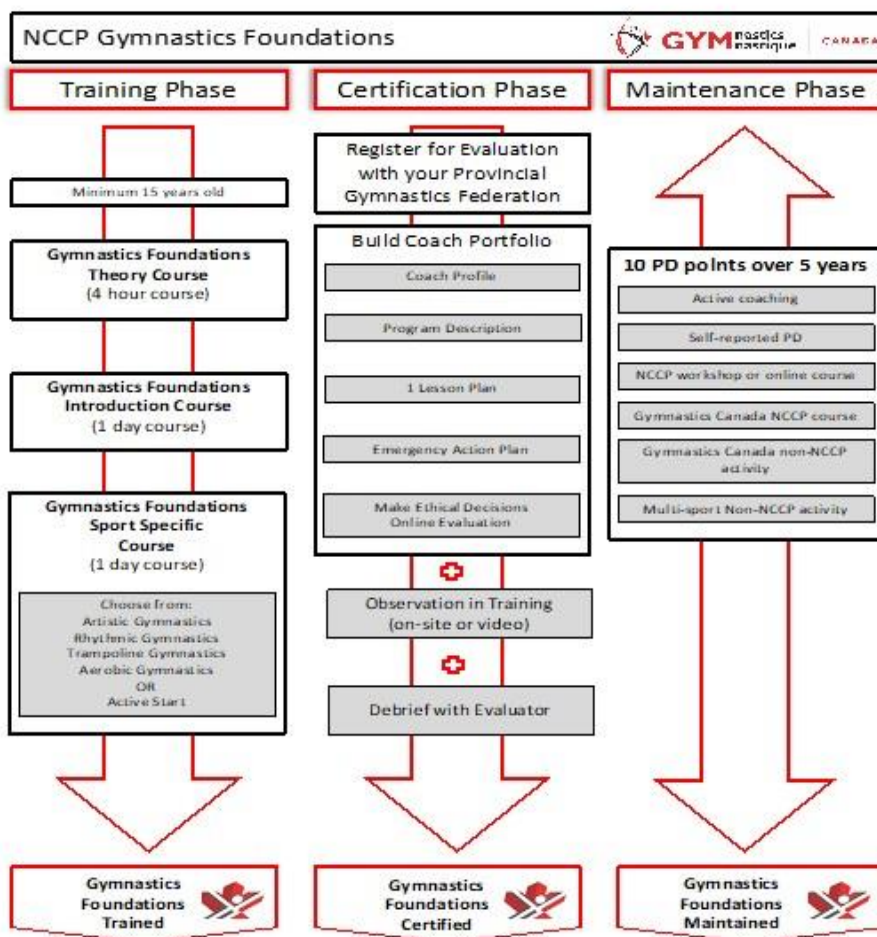 NCCP Gymnastics Foundations
GYMnastics
nastique
CANADA
Training Phase
Minimum 15 years old
Gymnastics Foundations
Theory Course
(4 hour course)
Gymnastics Foundations
Introduction Course
(1 day course)
Gymnastics Foundations
Sport Specific
Course
(1 day course)
Choose from:
Artistic Gymnastics
Rhythmic Gymnastics
Trampoline Gymnastics
Aerobic Gymnastics
OR
Active Start
Gymnastics
Foundations
Trained
Certification Phase
Register for Evaluation
with your Provincial
Gymnastics Federation
Build Coach Portfolio
Coach Profile
Program Description
1 Lesson Plan
Emergency Action Plan
Make Ethical Decisions
Online Evaluation
Observation in Training
(on-site or video)
Debrief with Evaluator
Gymnastics
Foundations
Certified
Maintenance Phase
10 PD points over 5 years
Active coaching
Self-reported PD
NCCP workshop or online course
Gymnastics Canada NCCP course
Gymnastics Canada non-NCCP
activity
Multi-sport Non-NCCP activity
Gymnastics
Foundations
Maintained